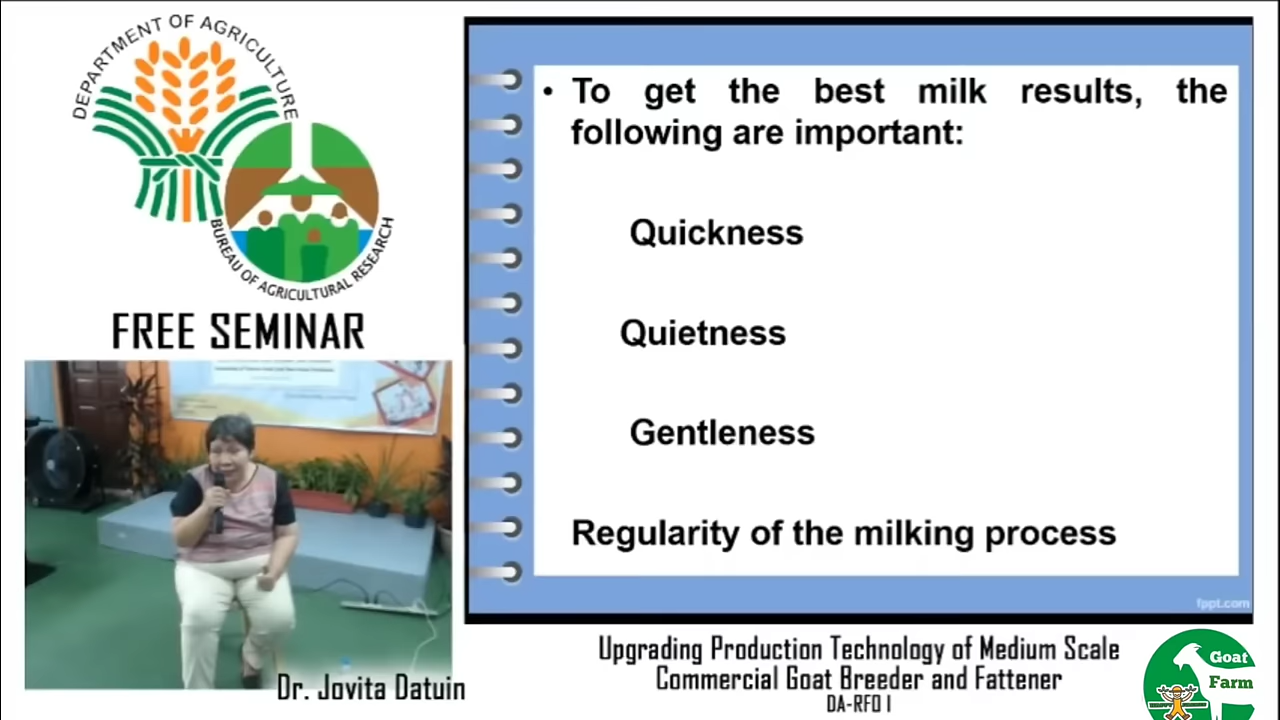 DEPARTMENT OF AGRICULTURE
BUREAU OF AGRICULTURAL RESEARCH
FREE SEMINAR
Dr. Jovita Datuin
• To get the best milk results, the
following are important:
Quickness
Quietness
Gentleness
Regularity of the milking process
fppt.com
Upgrading Production Technology of Medium Scale
Commercial Goat Breeder and Fattener
DA-RFO I
Goat
Farm